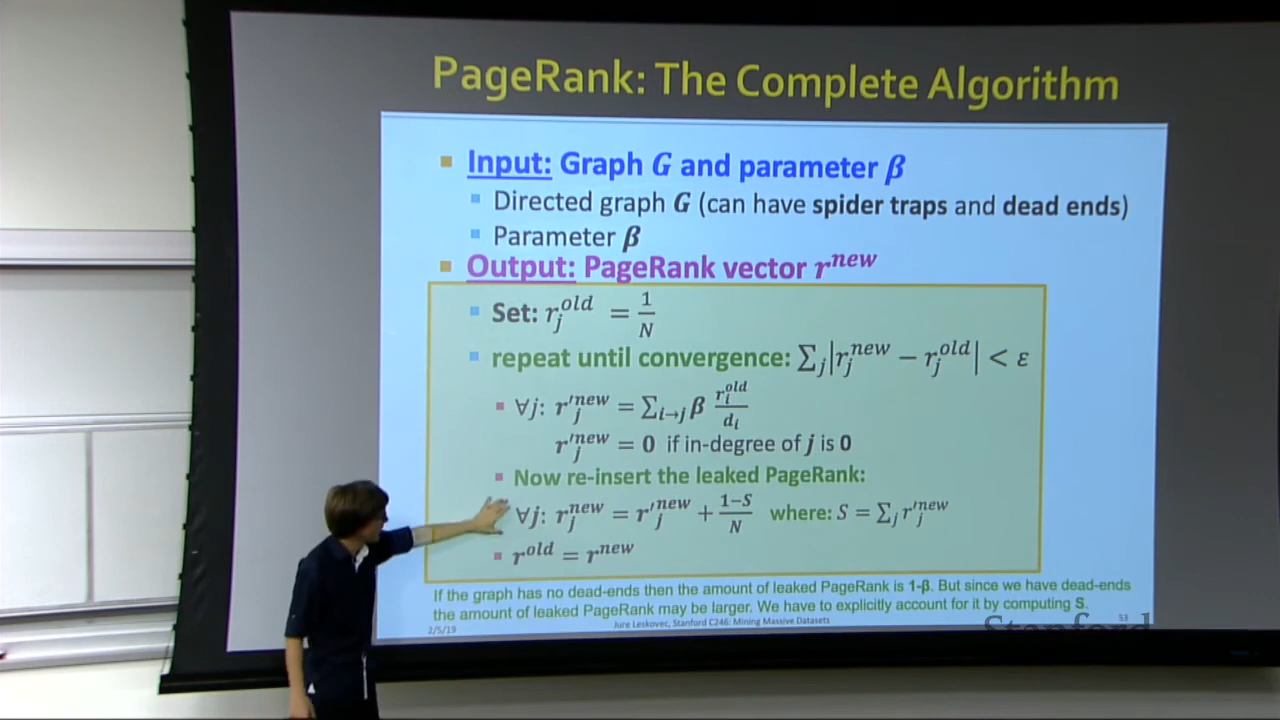 PageRank: The Complete Algorithm
Input: Graph G and parameter β
Directed graph G (can have spider traps and dead ends)
Parameter β
Output: PageRank vector r^new
Set: r_j^old = 1/N
repeat until convergence: ∑_j |r_j^new − r_j^old| < ε
∀j: r′_j^new = ∑_{i→j} β r_i^old / d_i
r′_j^new = 0 if in-degree of j is 0
Now re-insert the leaked PageRank:
∀j: r_j^new = r′_j^new + (1−S)/N where: S = ∑_j r′_j^new
r^old = r^new
If the graph has no dead-ends then the amount of leaked PageRank is 1-β. But since we have dead-ends
the amount of leaked PageRank may be larger. We have to explicitly account for it by computing S.
2/5/19 Jure Leskovec, Stanford C246: Mining Massive Datasets 53
Stanford